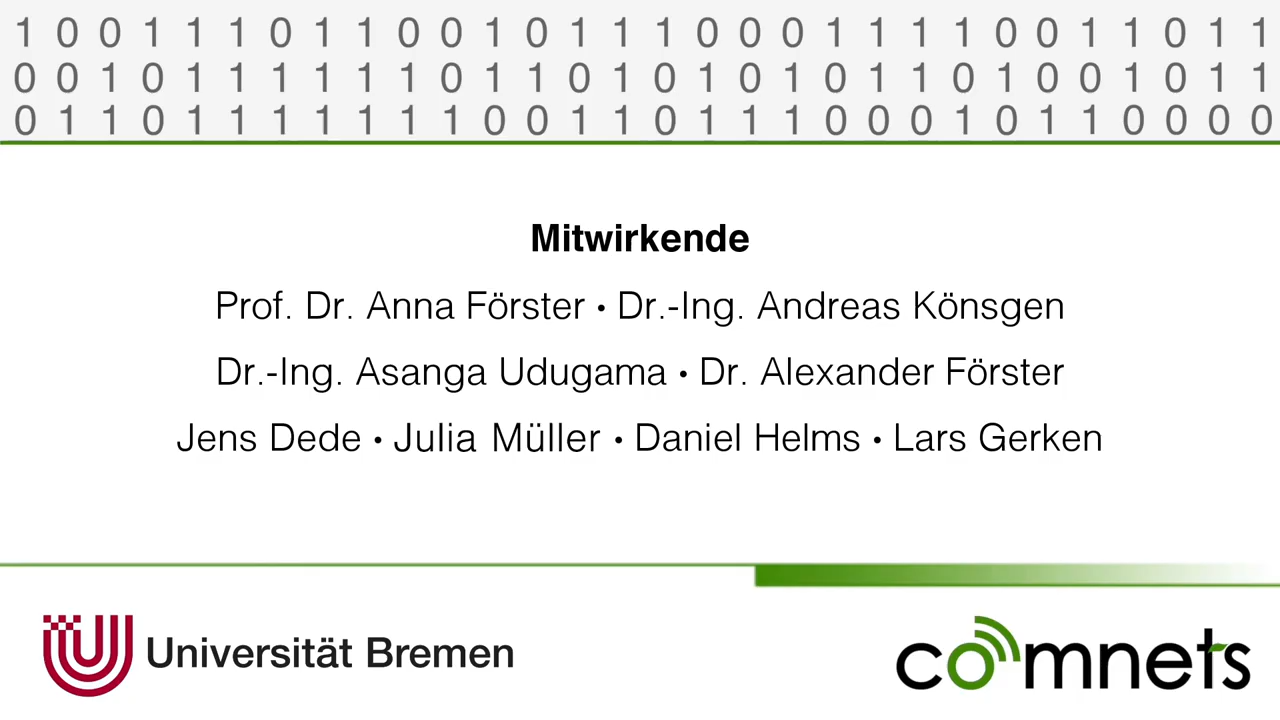 1 0 0 1 1 1 0 1 1 0 0 1 0 1 1 1 0 0 0 1 1 1 1 0 0 1 1 0 1 1
0 0 1 0 1 1 1 1 1 1 0 1 1 0 1 0 1 0 1 0 1 1 0 1 0 0 1 0 1 1
0 1 1 0 1 1 1 1 1 1 1 0 0 1 1 0 1 1 1 0 0 0 1 0 1 1 0 0 0 0
Mitwirkende
Prof. Dr. Anna Förster • Dr.-Ing. Andreas Könsgen
Dr.-Ing. Asanga Udugama • Dr. Alexander Förster
Jens Dede • Julia Müller • Daniel Helms • Lars Gerken
Universität Bremen
comnets